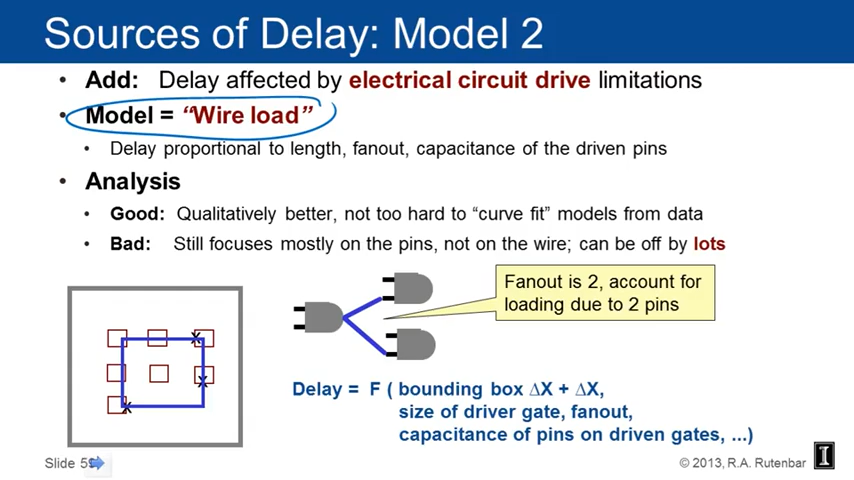 Sources of Delay: Model 2
• Add: Delay affected by electrical circuit drive limitations
• Model = “Wire load”
• Delay proportional to length, fanout, capacitance of the driven pins
• Analysis
• Good: Qualitatively better, not too hard to “curve fit” models from data
• Bad: Still focuses mostly on the pins, not on the wire; can be off by lots
Fanout is 2, account for
loading due to 2 pins
x
x
x
Delay = F ( bounding box ∆X + ∆X,
size of driver gate, fanout,
capacitance of pins on driven gates, ...)
Slide 59
© 2013, R.A. Rutenbar
I